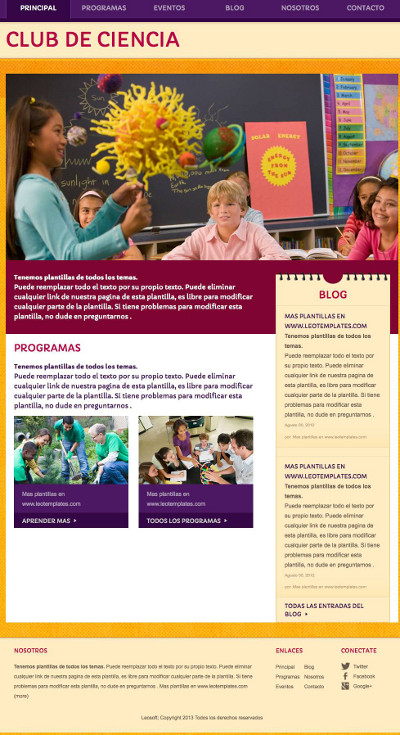 PRINCIPAL PROGRAMAS EVENTOS BLOG NOSOTROS CONTACTO
CLUB DE CIENCIA
sunlight in
SOLAR ENERGY
ENERGY
FROM
THE
SUN
Tenemos plantillas de todos los temas.
Puede reemplazar todo el texto por su propio texto. Puede eliminar
cualquier link de nuestra pagina de esta plantilla, es libre para modificar
cualquier parte de la plantilla. Si tiene problemas para modificar esta
plantilla, no dude en preguntarnos .
PROGRAMAS
Tenemos plantillas de todos los temas.
Puede reemplazar todo el texto por su propio texto. Puede eliminar
cualquier link de nuestra pagina de esta plantilla, es libre para modificar
cualquier parte de la plantilla. Si tiene problemas para modificar esta
plantilla, no dude en preguntarnos .
Mas plantillas en
www.leotemplates.com
APRENDER MAS
Mas plantillas en
www.leotemplates.com
TODOS LOS PROGRAMAS
BLOG
MAS PLANTILLAS EN
WWW.LEOTEMPLATES.COM
Tenemos plantillas de todos los
temas.
Puede reemplazar todo el texto por
su propio texto. Puede eliminar
cualquier link de nuestra pagina de
esta plantilla, es libre para modificar
cualquier parte de la plantilla. Si tiene
problemas para modificar esta
plantilla, no dude en preguntarnos .
Agosto 06, 2012
por Mas plantillas en www.leotemplates.com
MAS PLANTILLAS EN
WWW.LEOTEMPLATES.COM
Tenemos plantillas de todos los
temas.
Puede reemplazar todo el texto por
su propio texto. Puede eliminar
cualquier link de nuestra pagina de
esta plantilla, es libre para modificar
cualquier parte de la plantilla. Si tiene
problemas para modificar esta
plantilla, no dude en preguntarnos .
Agosto 06, 2012
por Mas plantillas en www.leotemplates.com
TODAS LAS ENTRADAS DEL
BLOG
NOSOTROS
Tenemos plantillas de todos los temas. Puede reemplazar todo el texto por su propio texto. Puede eliminar
cualquier link de nuestra pagina de esta plantilla, es libre para modificar cualquier parte de la plantilla. Si tiene
problemas para modificar esta plantilla, no dude en preguntarnos . Mas plantillas en www.leotemplates.com
(more)
ENLACES
Principal Blog
Programas Nosotros
Eventos Contacto
CONECTATE
Twitter
Facebook
Google+
Leosoft; Copyright 2013 Todos los derechos reservados